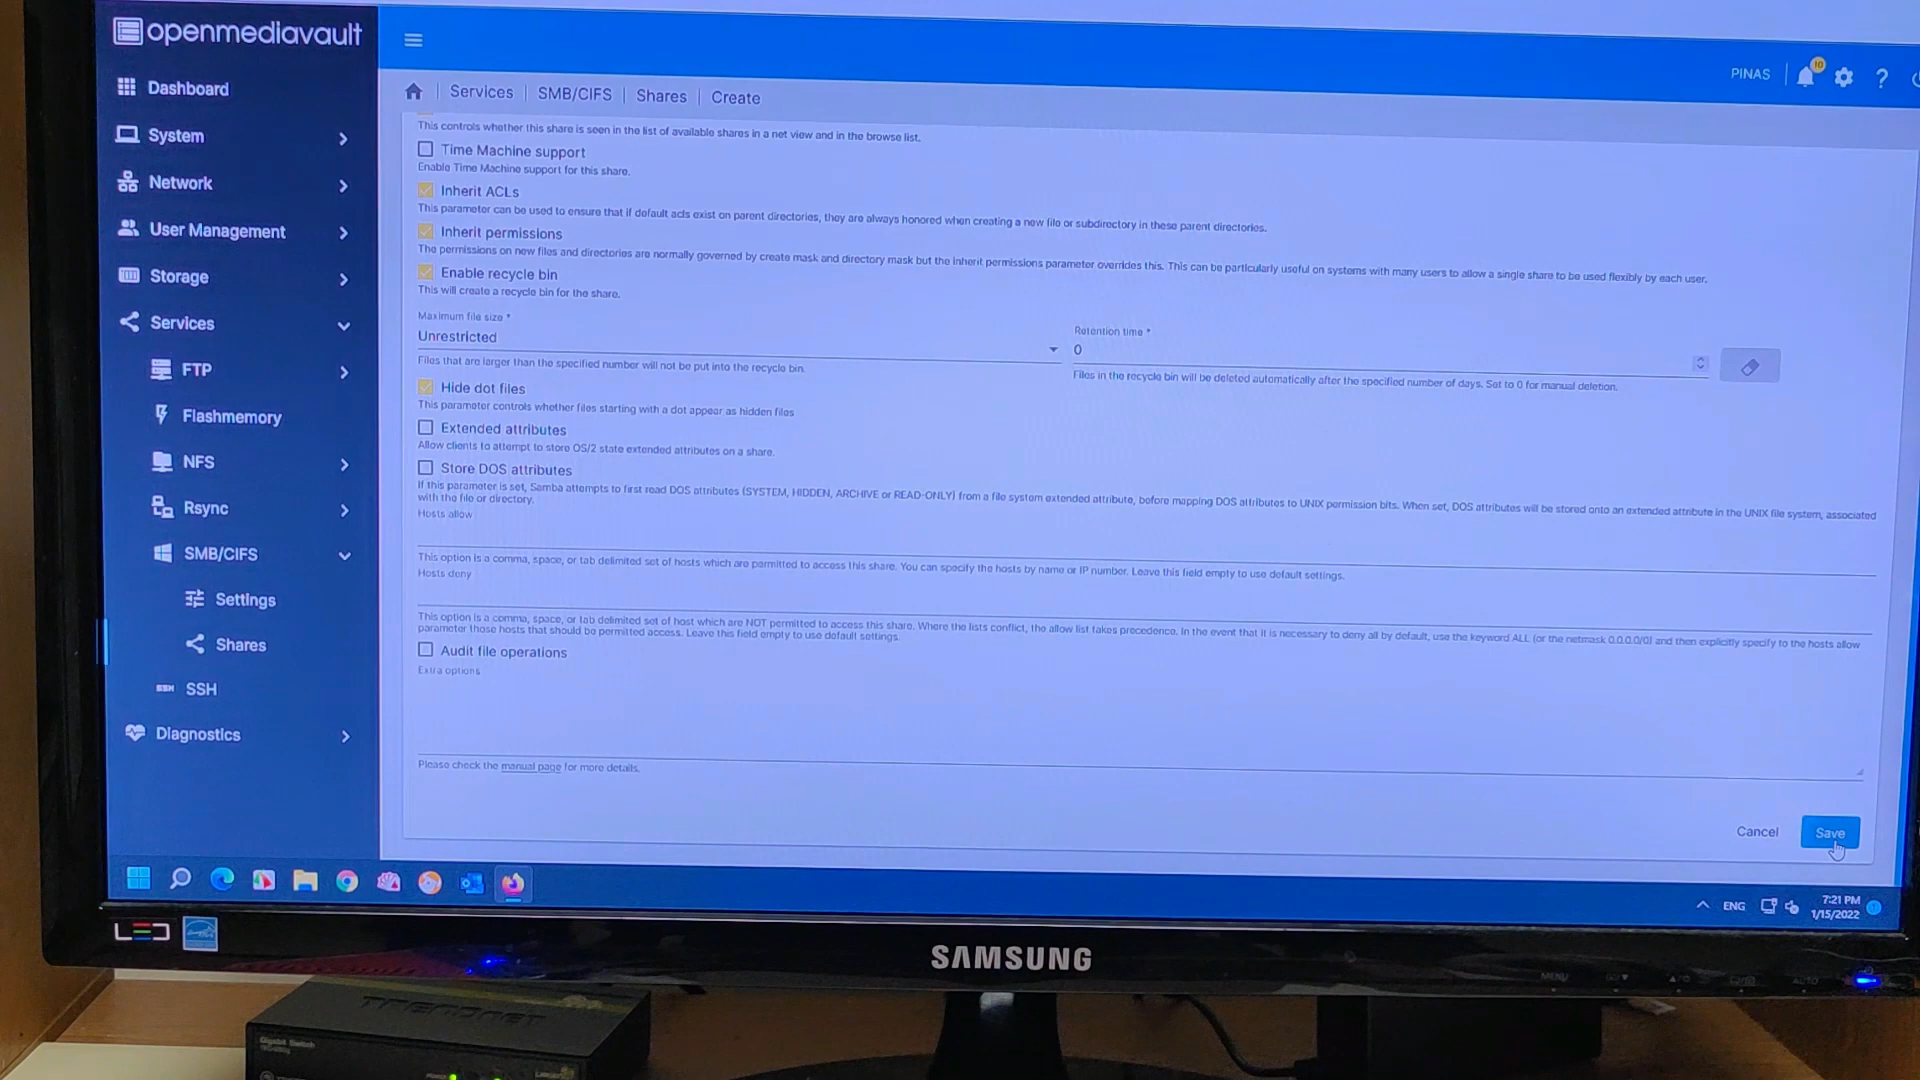 openmediavault
Dashboard
System
Network
User Management
Storage
Services
FTP
Flashmemory
NFS
Rsync
SMB/CIFS
Settings
Shares
SSH
SSH
Diagnostics
PINAS
10
?
Services | SMB/CIFS | Shares | Create
This controls whether this share is seen in the list of available shares in a net view and in the browse list.
Time Machine support
Enable Time Machine support for this share.
Inherit ACLs
This parameter can be used to ensure that if default acls exist on parent directories, they are always honored when creating a new file or subdirectory in these parent directories.
Inherit permissions
The permissions on new files and directories are normally governed by create mask and directory mask but the inherit permissions parameter overrides this. This can be particularly useful on systems with many users to allow a single share to be used flexibly by each user.
Enable recycle bin
This will create a recycle bin for the share.
Maximum file size *
Unrestricted
Files that are larger than the specified number will not be put into the recycle bin.
Retention time *
0
Files in the recycle bin will be deleted automatically after the specified number of days. Set to 0 for manual deletion.
Hide dot files
This parameter controls whether files starting with a dot appear as hidden files
Extended attributes
Allow clients to attempt to store OS/2 state extended attributes on a share.
Store DOS attributes
If this parameter is set, Samba attempts to first read DOS attributes (SYSTEM, HIDDEN, ARCHIVE or READ-ONLY) from a file system extended attribute, before mapping DOS attributes to UNIX permission bits. When set, DOS attributes will be stored onto an extended attribute in the UNIX file system, associated
with the file or directory.
Hosts allow
This option is a comma, space, or tab delimited set of hosts which are permitted to access this share. You can specify the hosts by name or IP number. Leave this field empty to use default settings.
Hosts deny
This option is a comma, space, or tab delimited set of host which are NOT permitted to access this share. Where the lists conflict, the allow list takes precedence. In the event that it is necessary to deny all by default, use the keyword ALL (or the netmask 0.0.0.0/0) and then explicitly specify to the hosts allow
parameter those hosts that should be permitted access. Leave this field empty to use default settings.
Audit file operations
Extra options
Please check the manual page for more details.
Cancel
Save
ENG
7:21 PM
1/15/2022
LED
SAMSUNG
MENU
AUTO
TRENDnet
Gigabit Switch